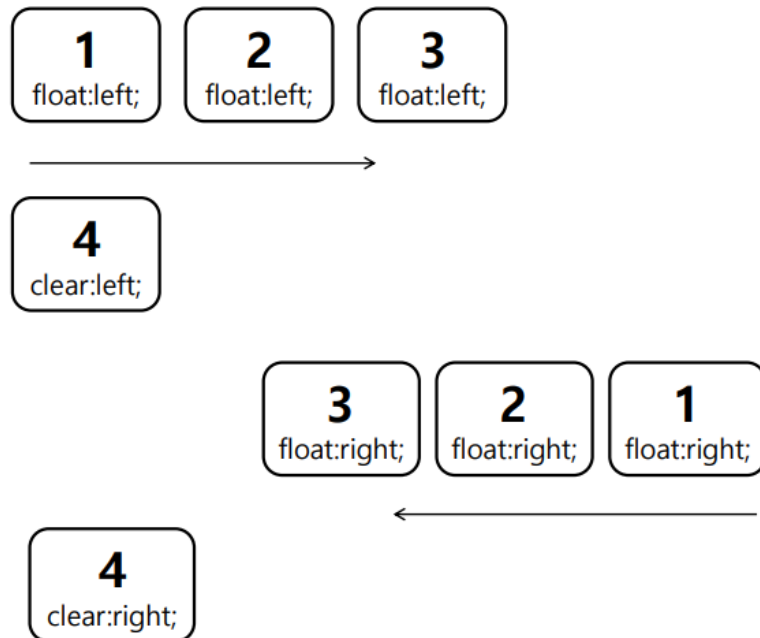 1 2 3
float:left; float:left; float:left;
4
clear:left;
3 2 1
float:right; float:right; float:right;
4
clear:right;